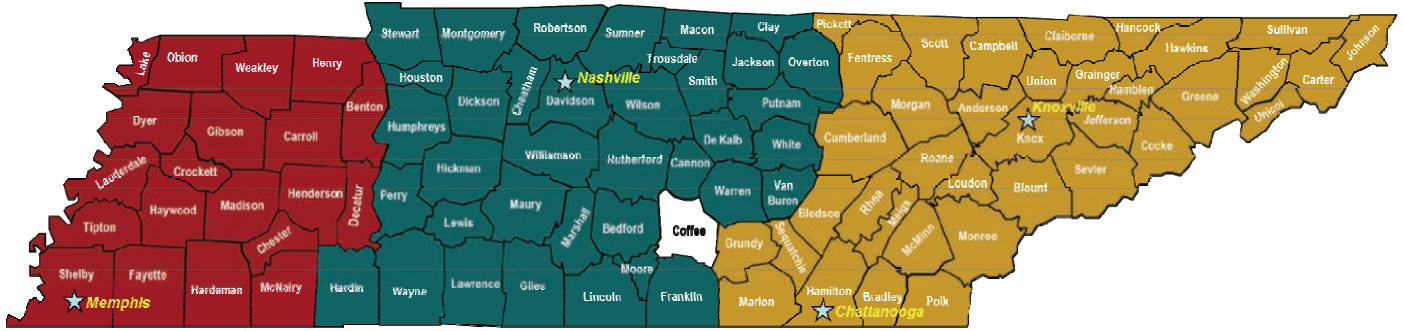 Lake
Obion
Weakley
Henry
Stewart
Montgomery
Robertson
Sumner
Macon
Clay
Pickett
Fentress
Scott
Campbell
Claiborne
Hancock
Hawkins
Sullivan
Johnson
Trousdale
Jackson
Overton
Houston
Cheatham
Nashville
Smith
Union
Grainger
Hamblen
Washington
Carter
Benton
Dickson
Davidson
Wilson
Putnam
Morgan
Anderson
Knoxville
Greene
Unicoi
Dyer
Gibson
Carroll
Humphreys
De Kalb
White
Cumberland
Knox
Jefferson
Cocke
Lauderdale
Crockett
Williamson
Rutherford
Cannon
Roane
Loudon
Sevier
Hickman
Haywood
Madison
Henderson
Decatur
Perry
Maury
Warren
Van
Buren
Blount
Tipton
Chester
Lewis
Marshall
Bedford
Coffee
Bledsoe
Rhea
Meigs
McMinn
Monroe
Grundy
Sequatchie
Shelby
Fayette
Hardeman
McNairy
Hardin
Wayne
Lawrence
Giles
Moore
Lincoln
Franklin
Marion
Hamilton
Bradley
Polk
Memphis
Chattanooga